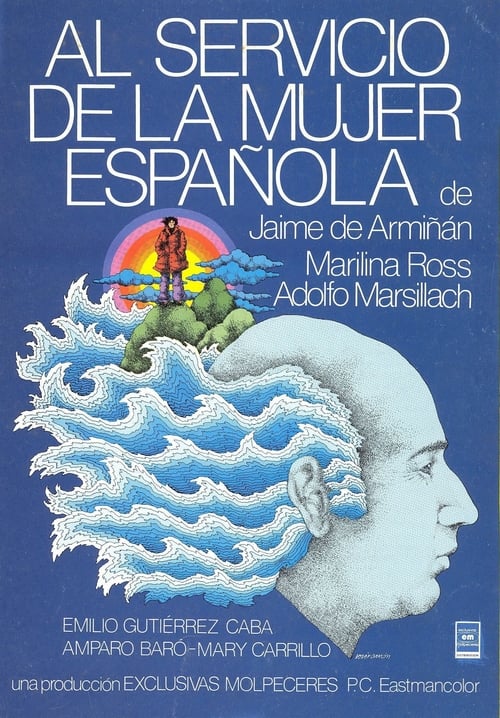 AL SERVICIO
DE LA MUJER
ESPAÑOLA de
Jaime de Armiñán
Marilina Ross
Adolfo Marsillach
EMILIO GUTIÉRREZ CABA
AMPARO BARÓ-MARY CARRILLO
una producción EXCLUSIVAS MOLPECERES P.C. Eastmancolor
em